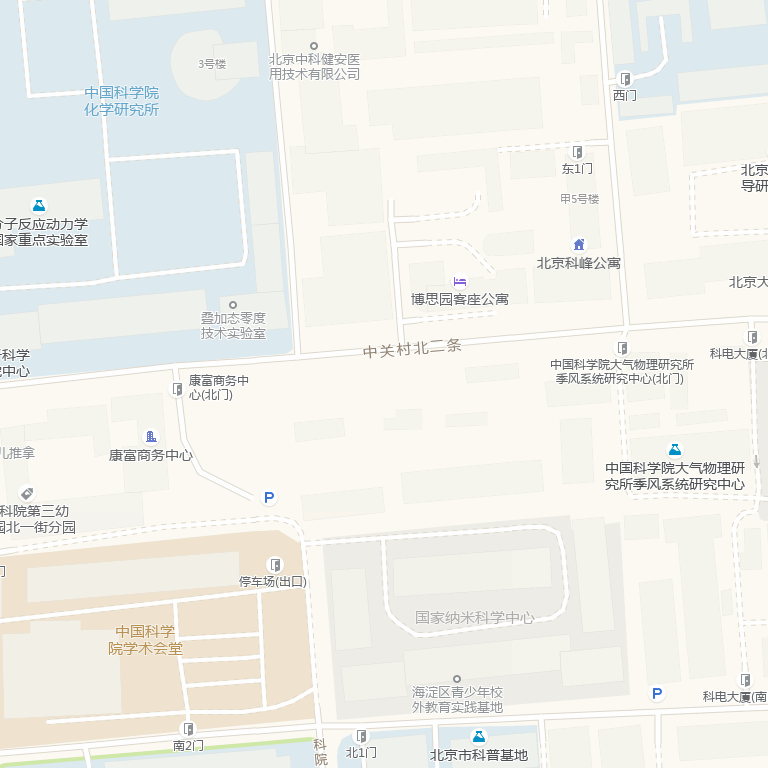 3号楼
北京中科健安医
用技术有限公司
中国科学院
化学研究所
西门
东1门
甲5号楼
北京
导研
分子反应动力学
国家重点实验室
北京科峰公寓
北京大
博思园客座公寓
叠加态零度
技术实验室
中关村北二条
科学
中心
中国科学院大气物理研究所
季风系统研究中心(北门)
科电大厦(北
康富商务中
心(北门)
康富商务中心
儿推拿
中国科学院大气物理研
究所季风系统研究中心
P
科院第三幼
园北一街分园
门
停车场(出口)
国家纳米科学中心
中国科学
院学术会堂
海淀区青少年校
外教育实践基地
P
科电大厦(南
南2门
科
院
北1门
北京市科普基地